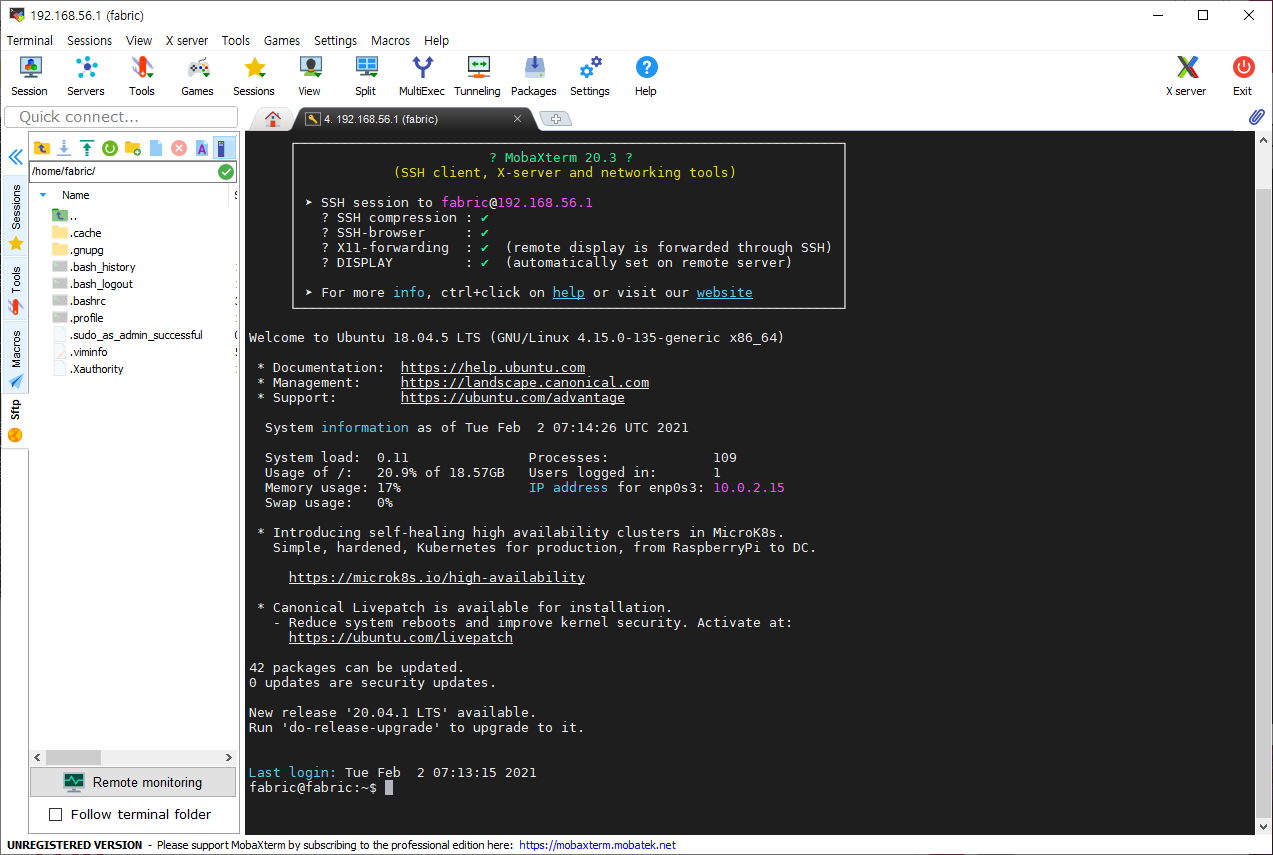 192.168.56.1 (fabric)
Terminal Sessions View X server Tools Games Settings Macros Help
Session Servers Tools Games Sessions View Split MultiExec Tunneling Packages Settings Help X server Exit
Quick connect...
4. 192.168.56.1 (fabric)
/home/fabric/
Name
..
.cache
.gnupg
.bash_history
.bash_logout
.bashrc
.profile
.sudo_as_admin_successful
.viminfo
.Xauthority
Sessions
Tools
Macros
Sftp
? MobaXterm 20.3 ?
(SSH client, X-server and networking tools)
➤ SSH session to fabric@192.168.56.1
? SSH compression : ✔
? SSH-browser : ✔
? X11-forwarding : ✔ (remote display is forwarded through SSH)
? DISPLAY : ✔ (automatically set on remote server)
➤ For more info, ctrl+click on help or visit our website
Welcome to Ubuntu 18.04.5 LTS (GNU/Linux 4.15.0-135-generic x86_64)
* Documentation: https://help.ubuntu.com
* Management: https://landscape.canonical.com
* Support: https://ubuntu.com/advantage
System information as of Tue Feb 2 07:14:26 UTC 2021
System load: 0.11 Processes: 109
Usage of /: 20.9% of 18.57GB Users logged in: 1
Memory usage: 17% IP address for enp0s3: 10.0.2.15
Swap usage: 0%
* Introducing self-healing high availability clusters in MicroK8s.
Simple, hardened, Kubernetes for production, from RaspberryPi to DC.
https://microk8s.io/high-availability
* Canonical Livepatch is available for installation.
- Reduce system reboots and improve kernel security. Activate at:
https://ubuntu.com/livepatch
42 packages can be updated.
0 updates are security updates.
New release '20.04.1 LTS' available.
Run 'do-release-upgrade' to upgrade to it.
Last login: Tue Feb 2 07:13:15 2021
fabric@fabric:~$
Remote monitoring
Follow terminal folder
UNREGISTERED VERSION - Please support MobaXterm by subscribing to the professional edition here: https://mobaxterm.mobatek.net